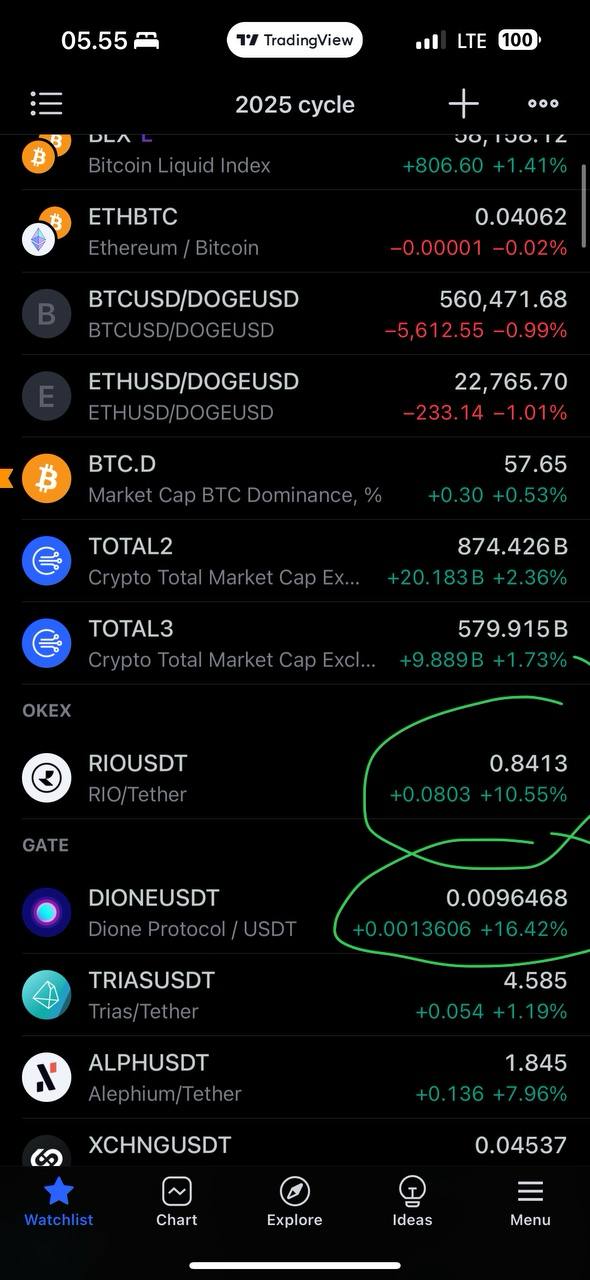 05.55
TradingView
LTE 100
2025 cycle
BLX E
58,158.12
Bitcoin Liquid Index
+806.60 +1.41%
ETHBTC
0.04062
Ethereum / Bitcoin
−0.00001 −0.02%
B
BTCUSD/DOGEUSD
560,471.68
BTCUSD/DOGEUSD
−5,612.55 −0.99%
E
ETHUSD/DOGEUSD
22,765.70
ETHUSD/DOGEUSD
−233.14 −1.01%
BTC.D
57.65
Market Cap BTC Dominance, %
+0.30 +0.53%
TOTAL2
874.426 B
Crypto Total Market Cap Ex...
+20.183 B +2.36%
TOTAL3
579.915 B
Crypto Total Market Cap Excl...
+9.889 B +1.73%
OKEX
RIOUSDT
0.8413
RIO/Tether
+0.0803 +10.55%
GATE
DIONEUSDT
0.0096468
Dione Protocol / USDT
+0.0013606 +16.42%
TRIASUSDT
4.585
Trias/Tether
+0.054 +1.19%
ALPHUSDT
1.845
Alephium/Tether
+0.136 +7.96%
XCHNGUSDT
0.04537
Watchlist
Chart
Explore
Ideas
Menu